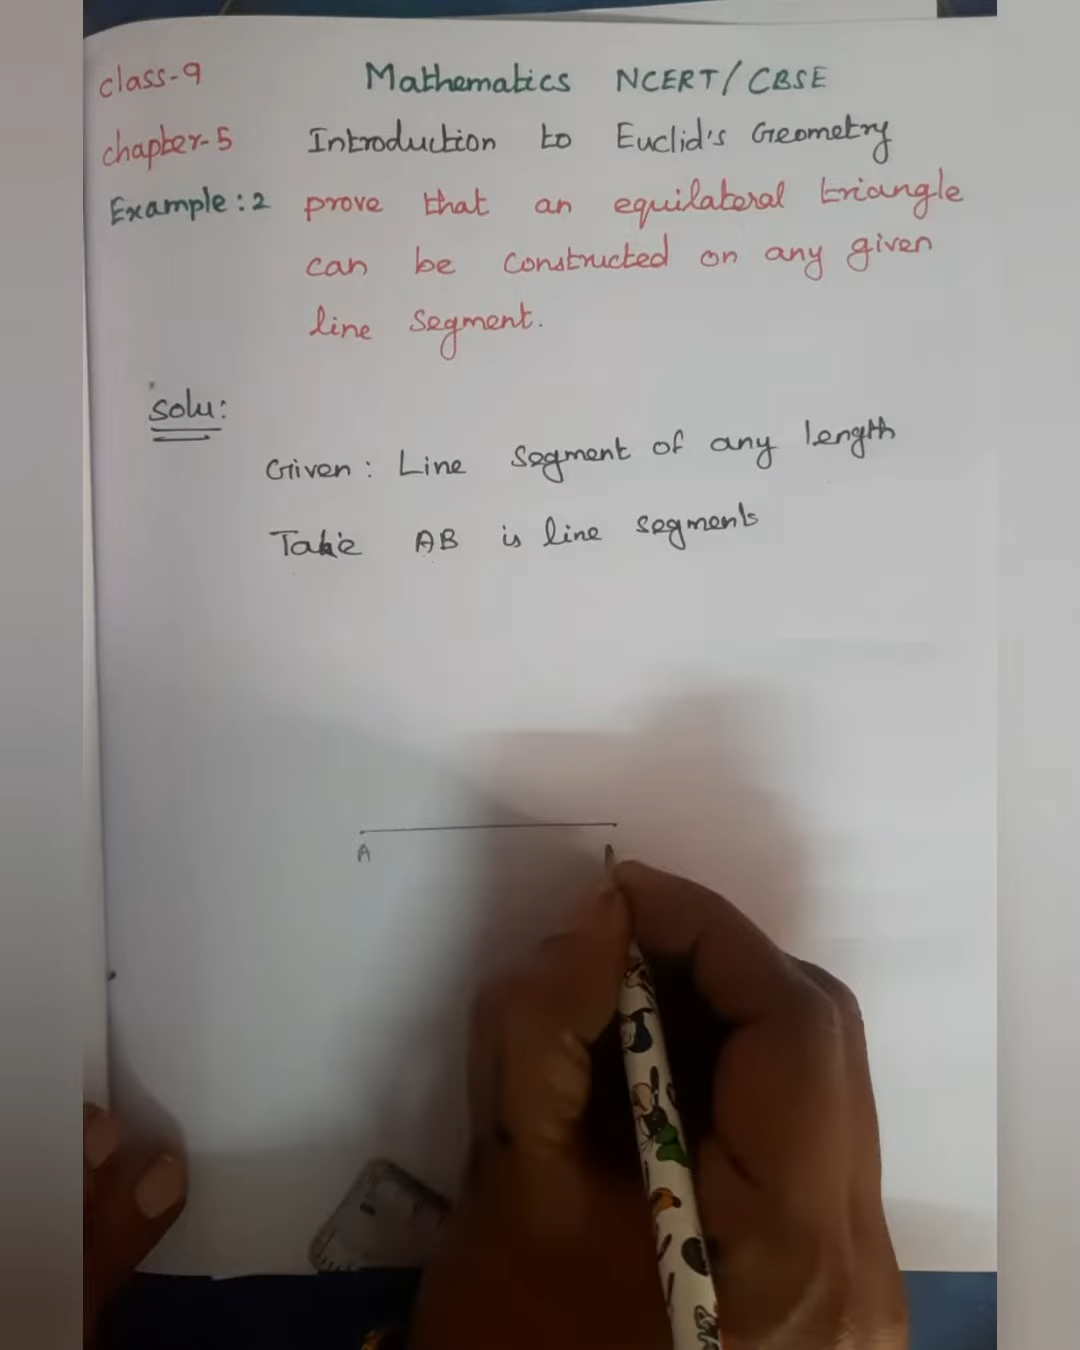 class-9 Mathematics NCERT/CBSE
chapter-5 Introduction to Euclid's Geometry
Example:2 prove that an equilateral triangle
can be constructed on any given
line segment.
Solu:
Given: Line segment of any length
Take AB is line segments
A